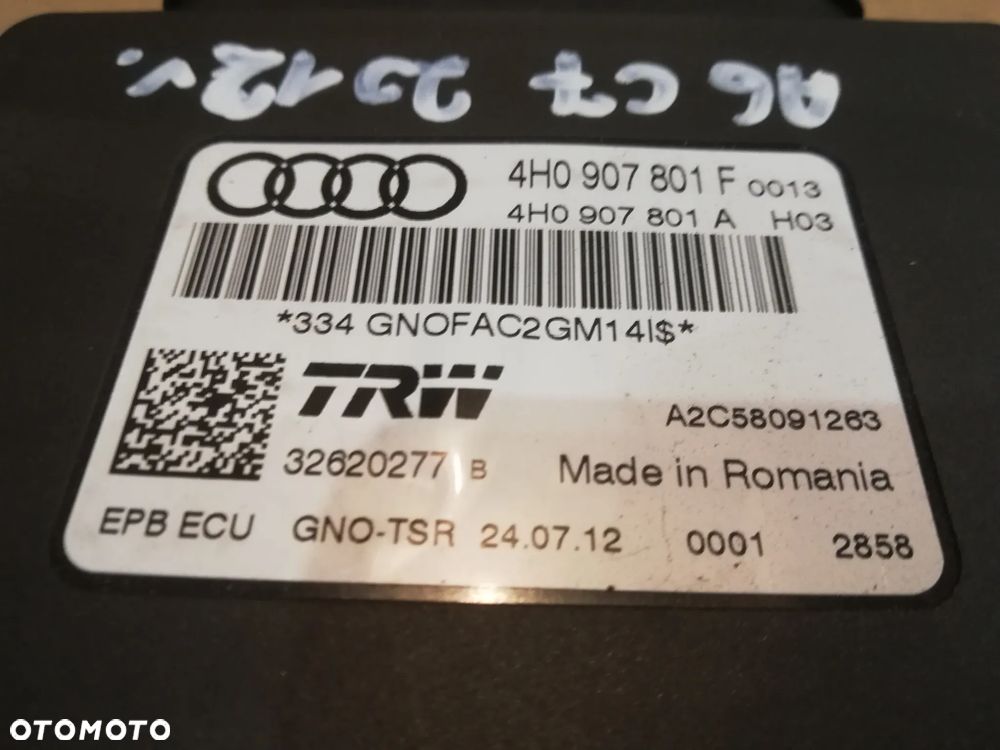 A6 C7 2012r.
4H0 907 801 F 0013
4H0 907 801 A H03
*334 GNOFAC2GM14I$*
TRW
A2C58091263
32620277 B Made in Romania
EPB ECU GNO-TSR 24.07.12 0001 2858
OTOMOTO